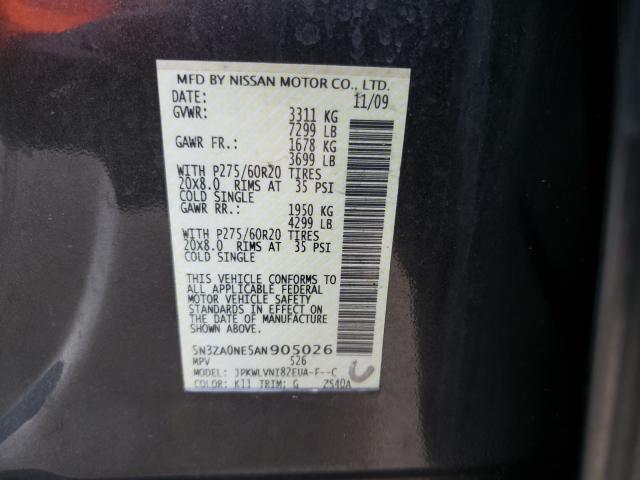 MFD BY NISSAN MOTOR CO., LTD.
DATE: 11/09
GVWR: 3311 KG
7299 LB
GAWR FR.: 1678 KG
3699 LB
WITH P275/60R20 TIRES
20X8.0 RIMS AT 35 PSI
COLD SINGLE
GAWR RR.: 1950 KG
4299 LB
WITH P275/60R20 TIRES
20X8.0 RIMS AT 35 PSI
COLD SINGLE
THIS VEHICLE CONFORMS TO
ALL APPLICABLE FEDERAL
MOTOR VEHICLE SAFETY
STANDARDS IN EFFECT ON
THE DATE OF MANUFACTURE
SHOWN ABOVE.
5N3ZA0NE5AN905026
MPV 526
MODEL: JPKWLVNI82EUA-F--C
COLOR: K11 TRIM: G Z540A